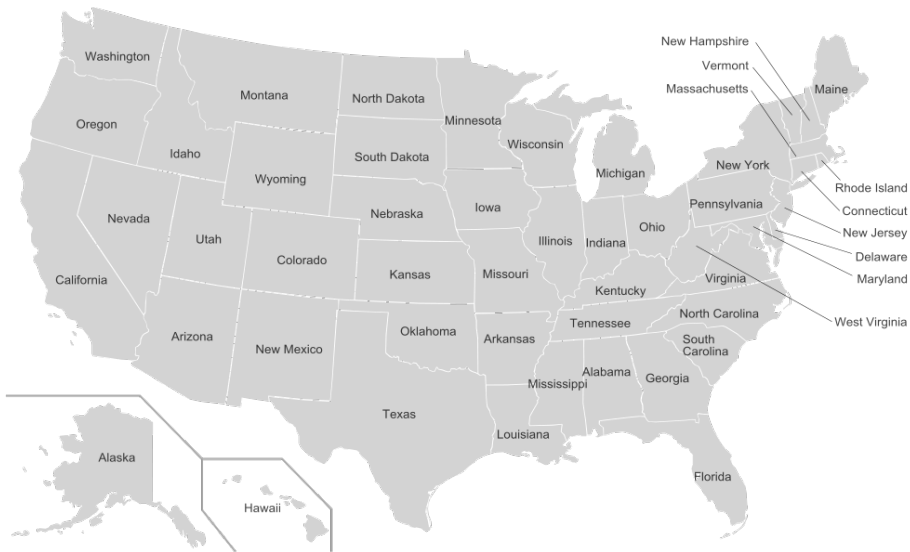 Washington
Oregon
California
Nevada
Idaho
Montana
Wyoming
Utah
Arizona
Colorado
New Mexico
North Dakota
South Dakota
Nebraska
Kansas
Oklahoma
Texas
Minnesota
Iowa
Missouri
Arkansas
Louisiana
Wisconsin
Illinois
Michigan
Indiana
Ohio
Kentucky
Tennessee
Mississippi
Alabama
Georgia
Florida
South
Carolina
North Carolina
Virginia
Pennsylvania
New York
Maine
New Hampshire
Vermont
Massachusetts
Rhode Island
Connecticut
New Jersey
Delaware
Maryland
West Virginia
Alaska
Hawaii